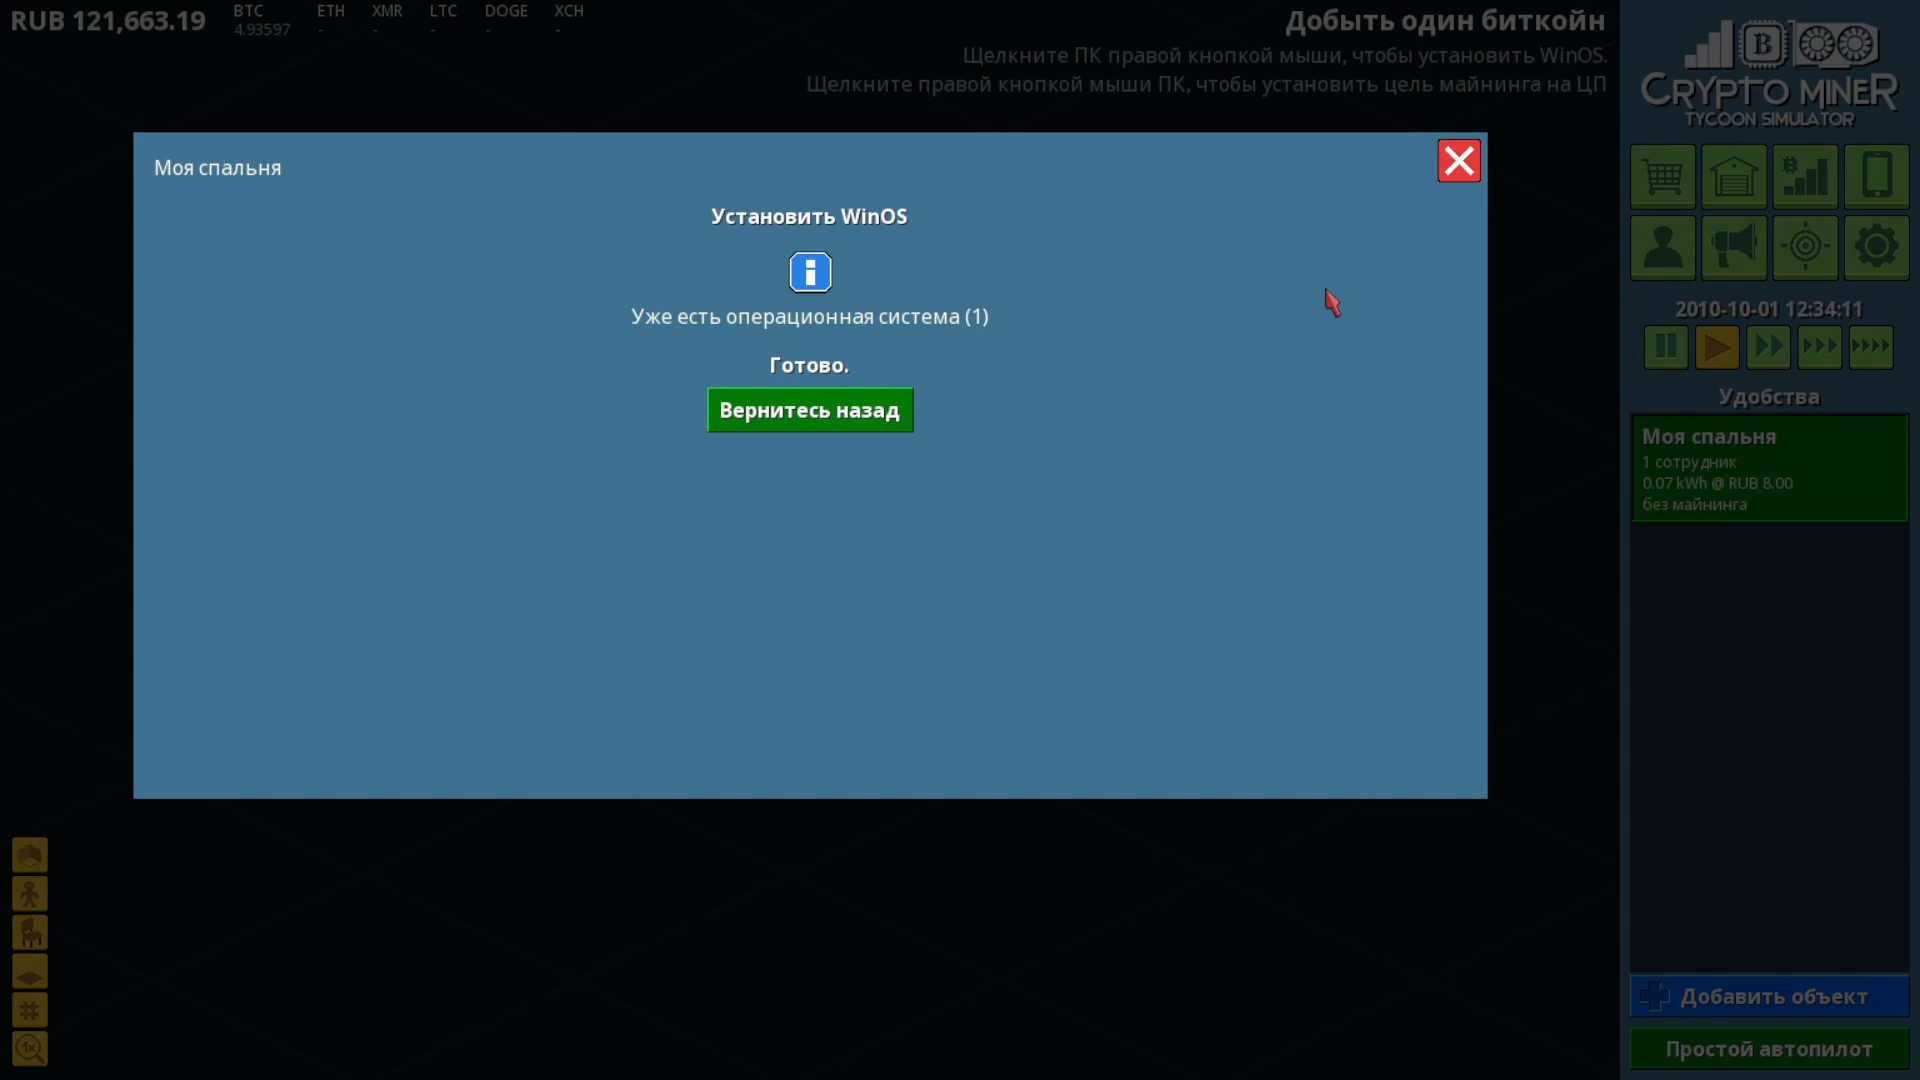 RUB 121,663.19
BTC ETH XMR LTC DOGE XCH
4.93597 - - - - -
Добыть один биткойн
Щелкните ПК правой кнопкой мыши, чтобы установить WinOS.
Щелкните правой кнопкой мыши ПК, чтобы установить цель майнинга на ЦП
CRYPTO MINER
TYCOON SIMULATOR
Моя спальня
Установить WinOS
Уже есть операционная система (1)
Готово.
Вернитесь назад
2010-10-01 12:34:11
Удобства
Моя спальня
1 сотрудник
0.07 kWh @ RUB 8.00
без майнинга
Добавить объект
Простой автопилот
1x